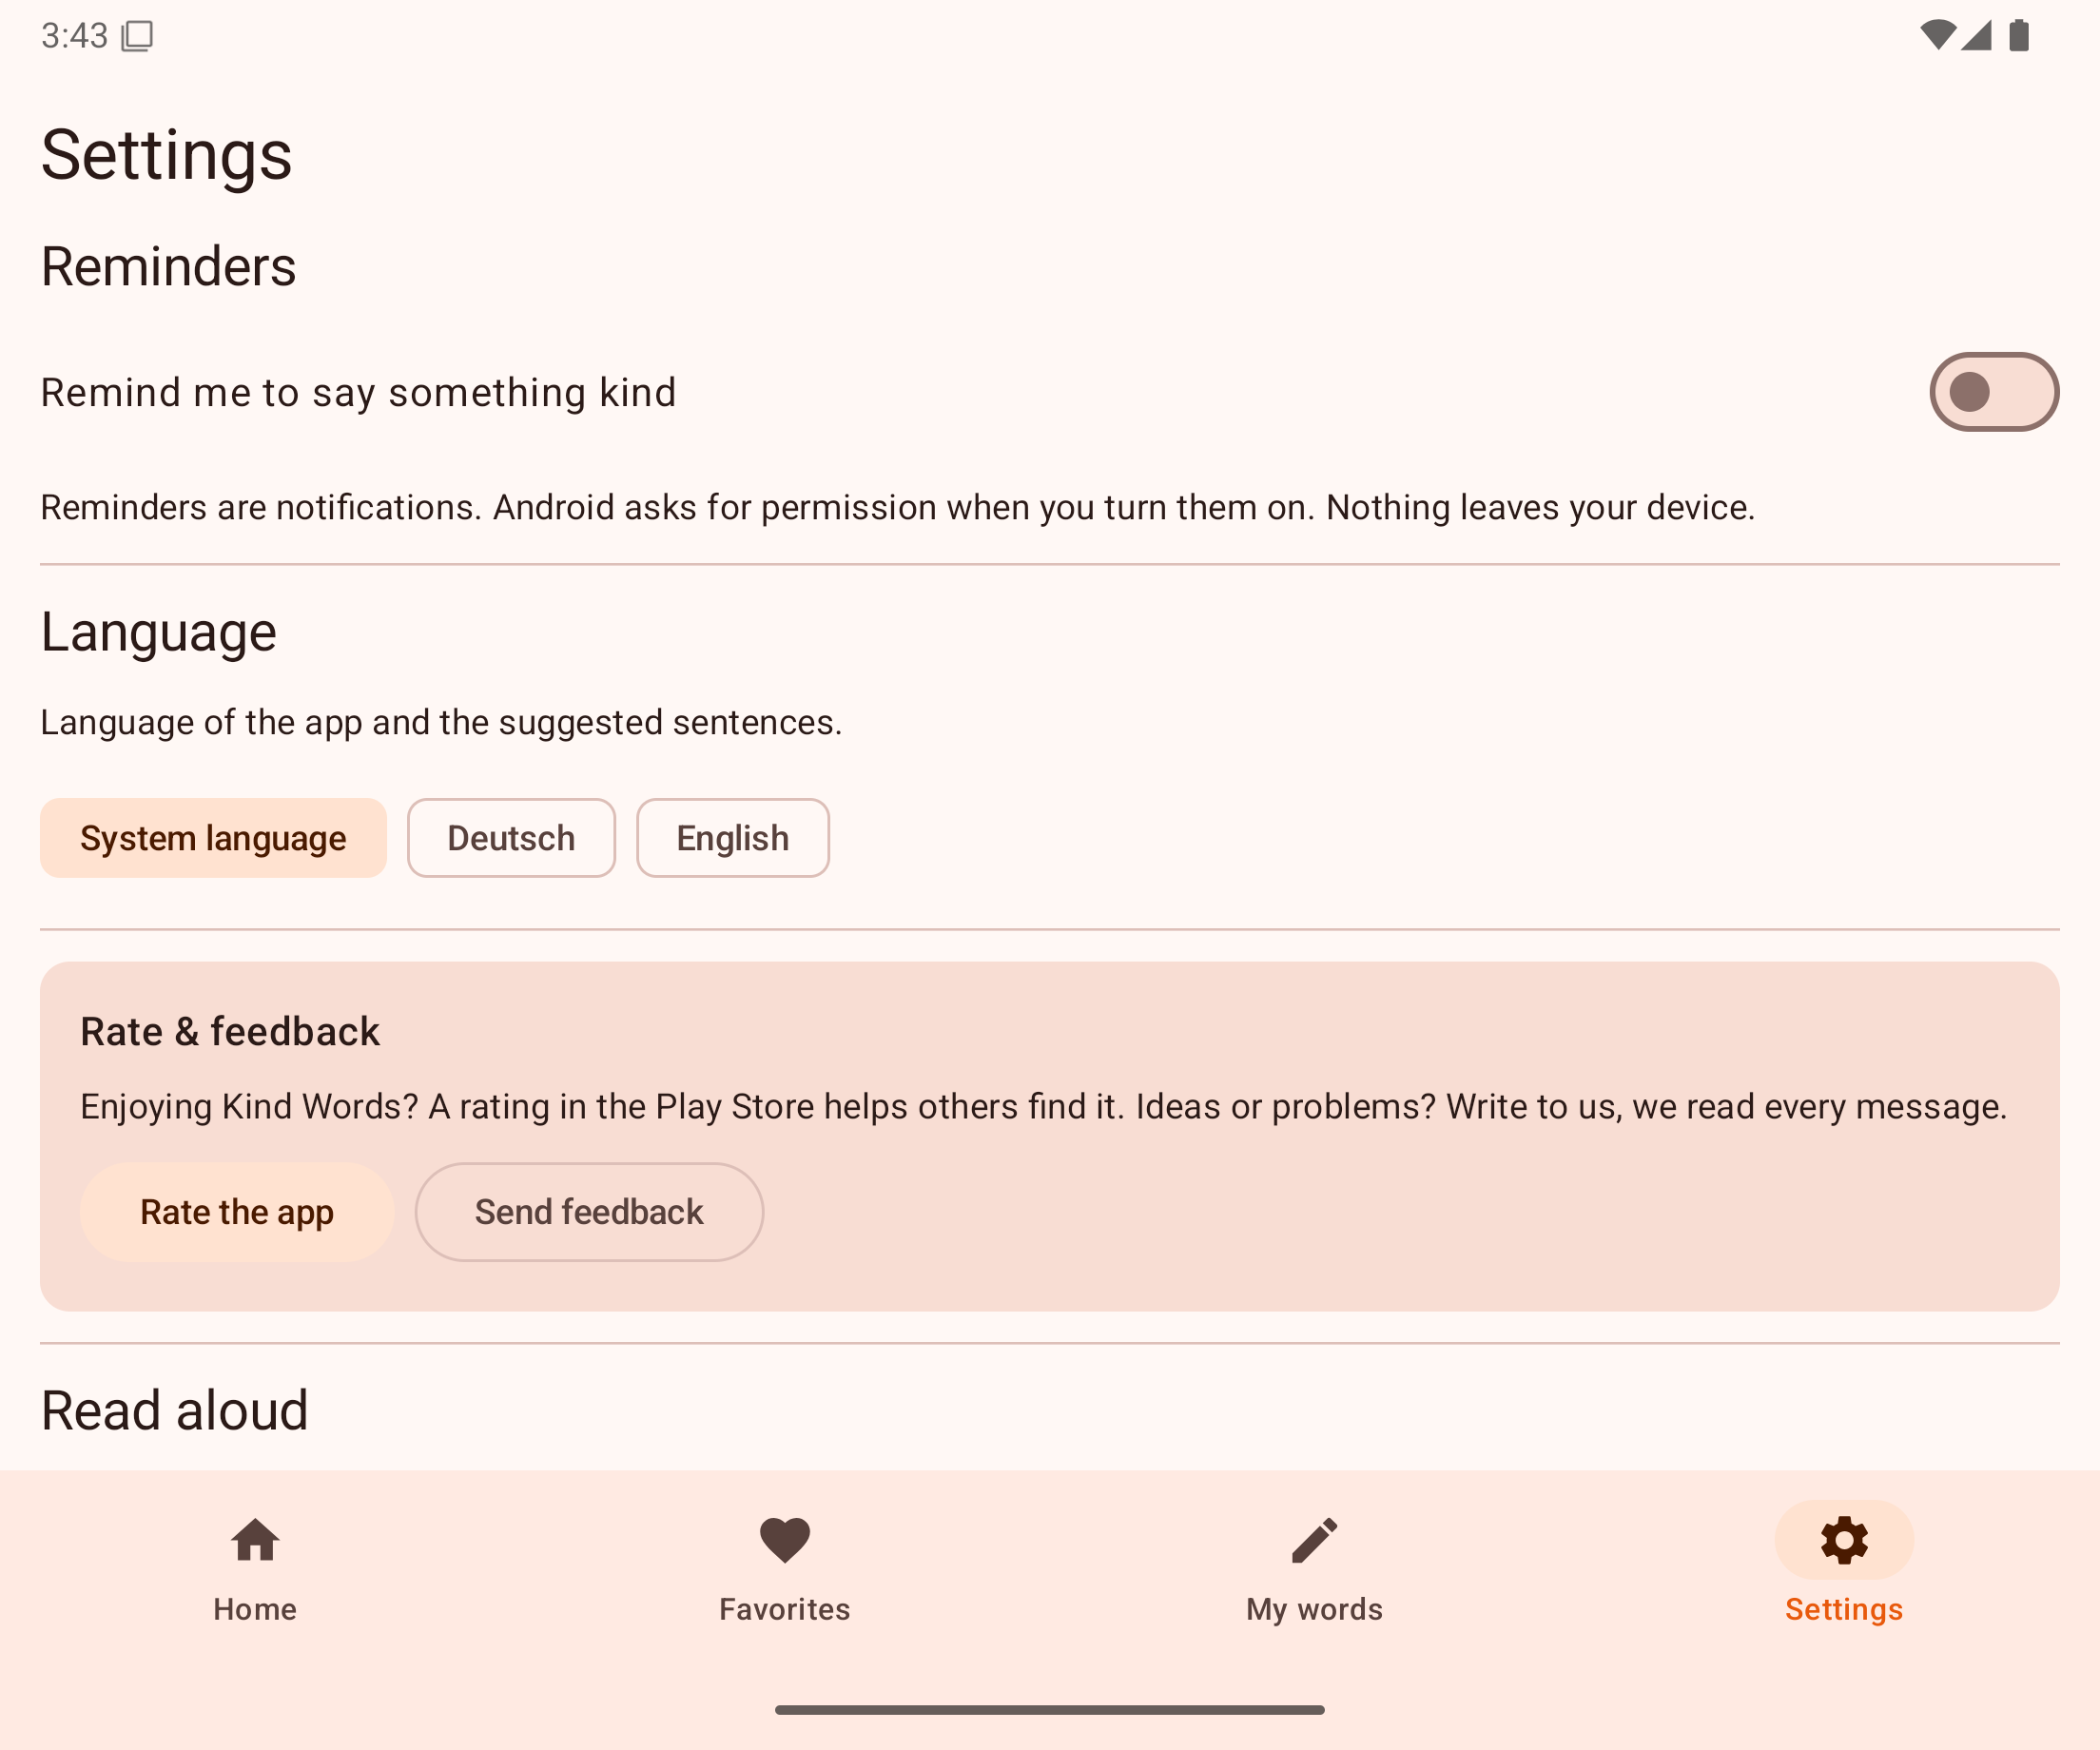 3:43
Settings
Reminders
Remind me to say something kind
Reminders are notifications. Android asks for permission when you turn them on. Nothing leaves your device.
Language
Language of the app and the suggested sentences.
System language Deutsch English
Rate & feedback
Enjoying Kind Words? A rating in the Play Store helps others find it. Ideas or problems? Write to us, we read every message.
Rate the app Send feedback
Read aloud
Home Favorites My words Settings